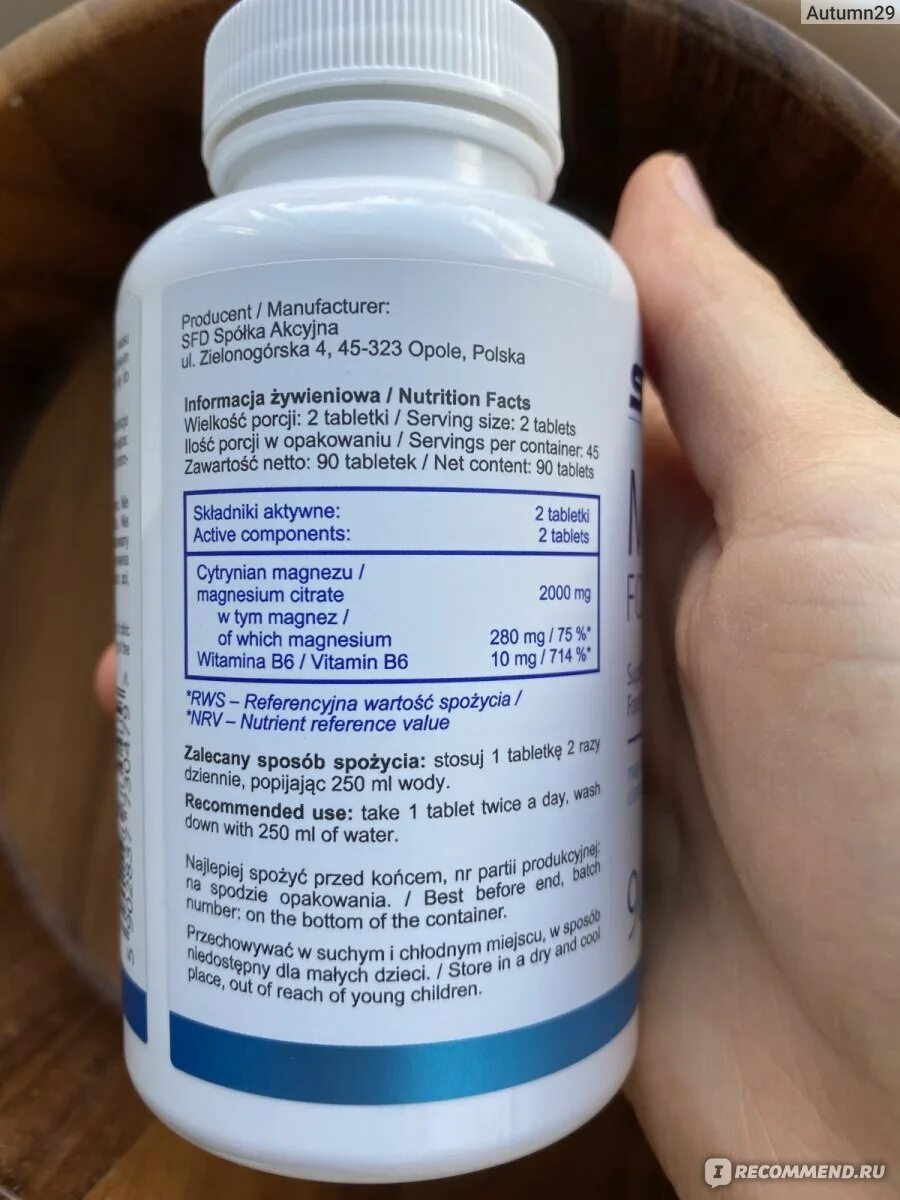 Autumn29
Producent / Manufacturer:
SFD Spółka Akcyjna
ul. Zielonogórska 4, 45-323 Opole, Polska
Informacja żywieniowa / Nutrition Facts
Wielkość porcji: 2 tabletki / Serving size: 2 tablets
Ilość porcji w opakowaniu / Servings per container: 45
Zawartość netto: 90 tabletek / Net content: 90 tablets
Składniki aktywne: 2 tabletki
Active components: 2 tablets
Cytrynian magnezu /
magnesium citrate 2000 mg
w tym magnez /
of which magnesium 280 mg / 75 %*
Witamina B6 / Vitamin B6 10 mg / 714 %*
*RWS – Referencyjna wartość spożycia /
*NRV – Nutrient reference value
Zalecany sposób spożycia: stosuj 1 tabletkę 2 razy
dziennie, popijając 250 ml wody.
Recommended use: take 1 tablet twice a day, wash
down with 250 ml of water.
Najlepiej spożyć przed końcem, nr partii produkcyjnej:
na spodzie opakowania. / Best before end, batch
number: on the bottom of the container.
Przechowywać w suchym i chłodnym miejscu, w sposób
niedostępny dla małych dzieci. / Store in a dry and cool
place, out of reach of young children.
IRECOMMEND.RU